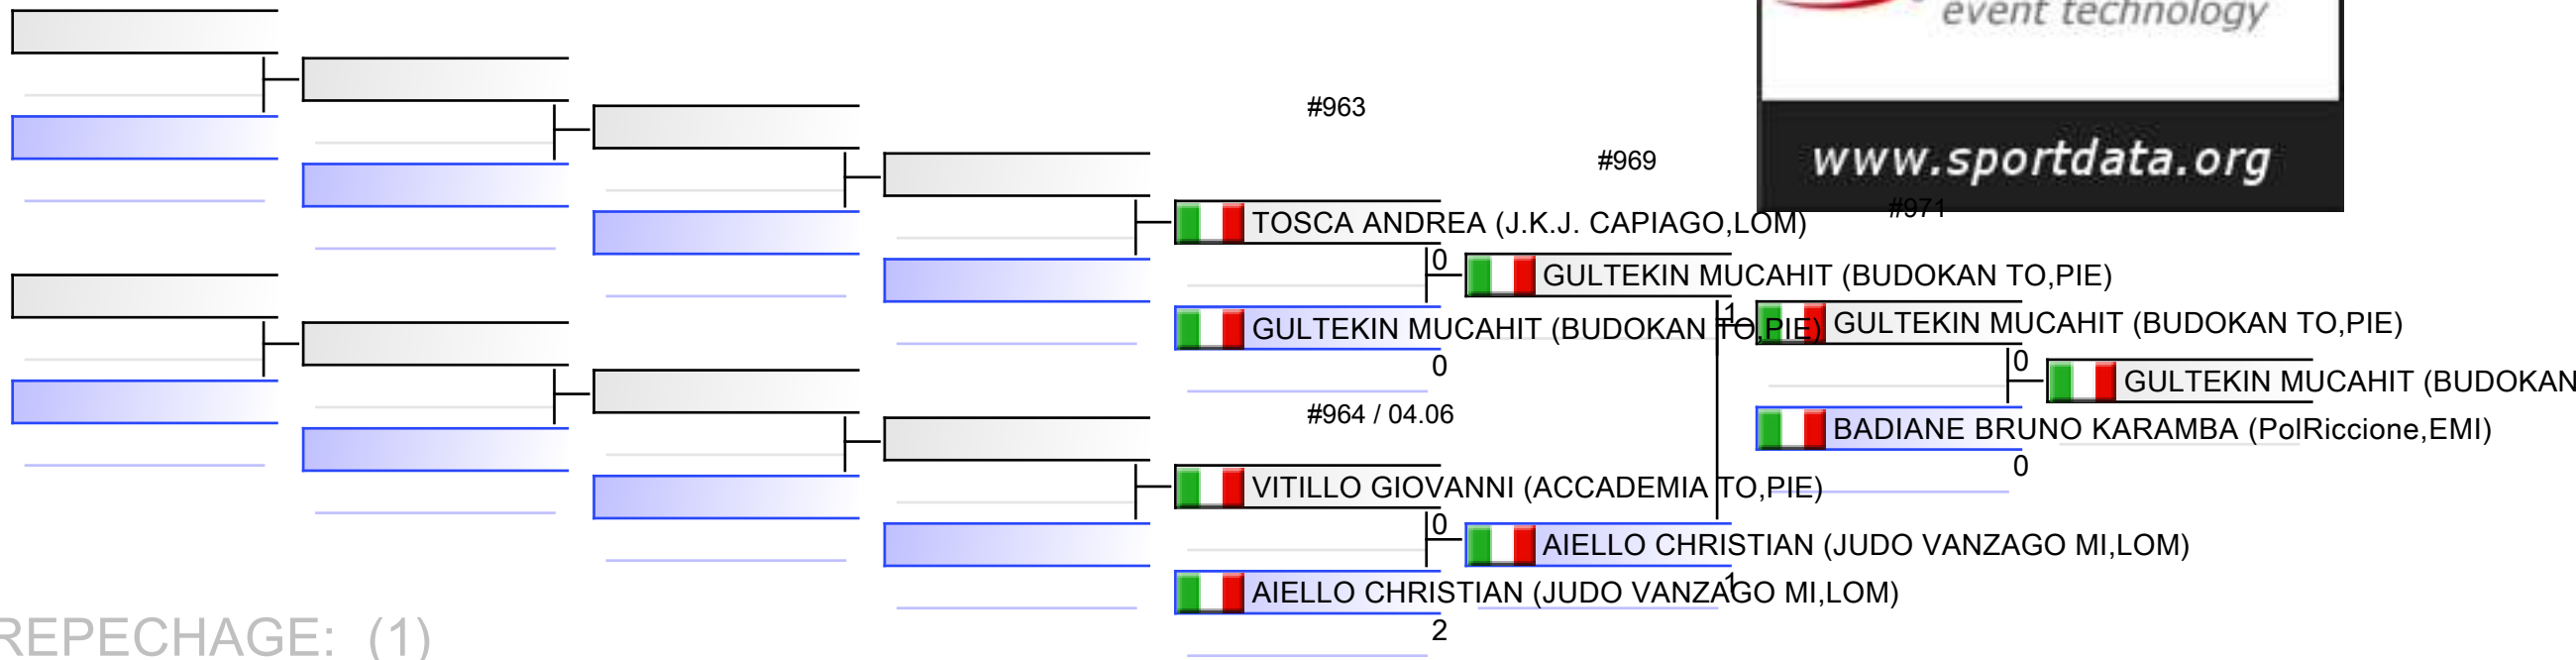 event technology
www.sportdata.org
#963
#969
#971
TOSCA ANDREA (J.K.J. CAPIAGO,LOM)
0
GULTEKIN MUCAHIT (BUDOKAN TO,PIE)
GULTEKIN MUCAHIT (BUDOKAN TO,PIE)
0
1
GULTEKIN MUCAHIT (BUDOKAN TO,PIE)
0
GULTEKIN MUCAHIT (BUDOKAN
BADIANE BRUNO KARAMBA (PolRiccione,EMI)
0
#964 / 04.06
VITILLO GIOVANNI (ACCADEMIA TO,PIE)
0
AIELLO CHRISTIAN (JUDO VANZAGO MI,LOM)
1
AIELLO CHRISTIAN (JUDO VANZAGO MI,LOM)
2
REPECHAGE: (1)